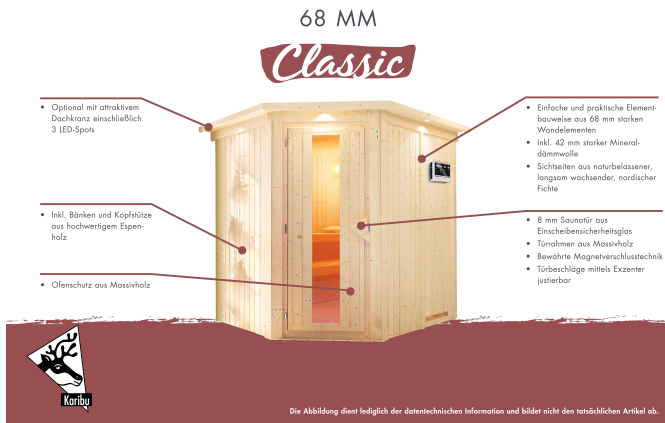 68 MM
Classic
• Optional mit attraktivem
Dachkranz einschließlich
3 LED-Spots
• Inkl. Bänken und Kopfstütze
aus hochwertigem Espen-
holz
• Ofenschutz aus Massivholz
• Einfache und praktische Element-
bauweise aus 68 mm starken
Wandelementen
• Inkl. 42 mm starker Mineral-
dämmwolle
• Sichtseiten aus naturbelassener,
langsam wachsender, nordischer
Fichte
• 8 mm Saunatür aus
Einscheibensicherheitsglas
• Türrahmen aus Massivholz
• Bewährte Magnetverschlusstechnik
• Türbeschläge mittels Exzenter
justierbar
Karibu
Die Abbildung dient lediglich der datentechnischen Information und bildet nicht den tatsächlichen Artikel ab.